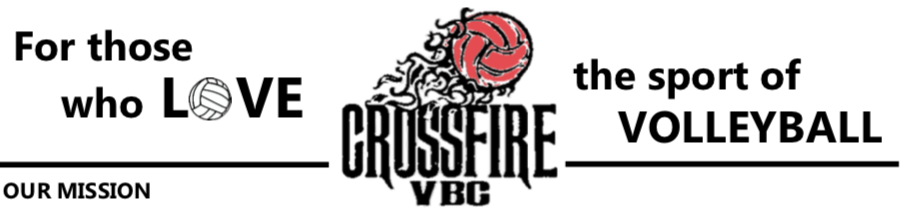 For those
who LOVE
CROSSFIRE
VBC
the sport of
VOLLEYBALL
OUR MISSION